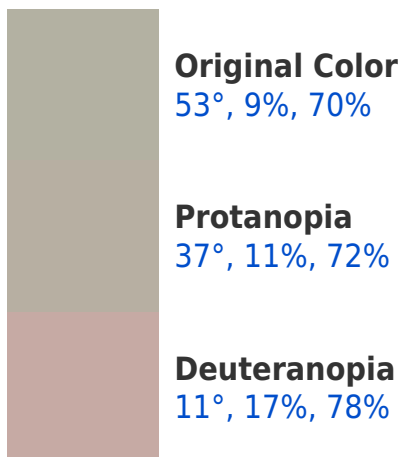 Original Color
53°, 9%, 70%
Protanopia
37°, 11%, 72%
Deuteranopia
11°, 17%, 78%